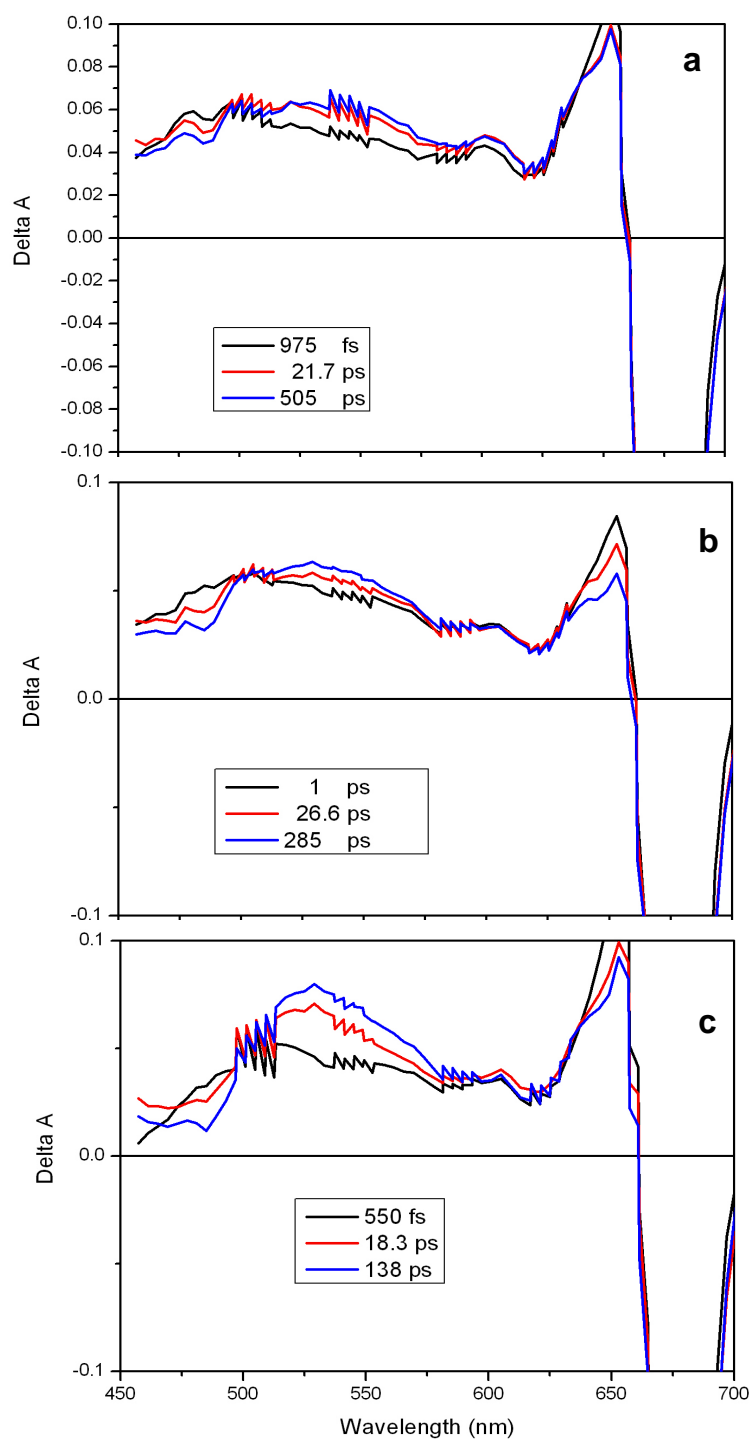 0.10
0.08
0.06
0.04
0.02
0.00
-0.02
-0.04
-0.06
-0.08
-0.10
Delta A
a
975 fs
21.7 ps
505 ps
0.1
0.0
-0.1
Delta A
b
1 ps
26.6 ps
285 ps
0.1
0.0
-0.1
Delta A
c
550 fs
18.3 ps
138 ps
450 500 550 600 650 700
Wavelength (nm)